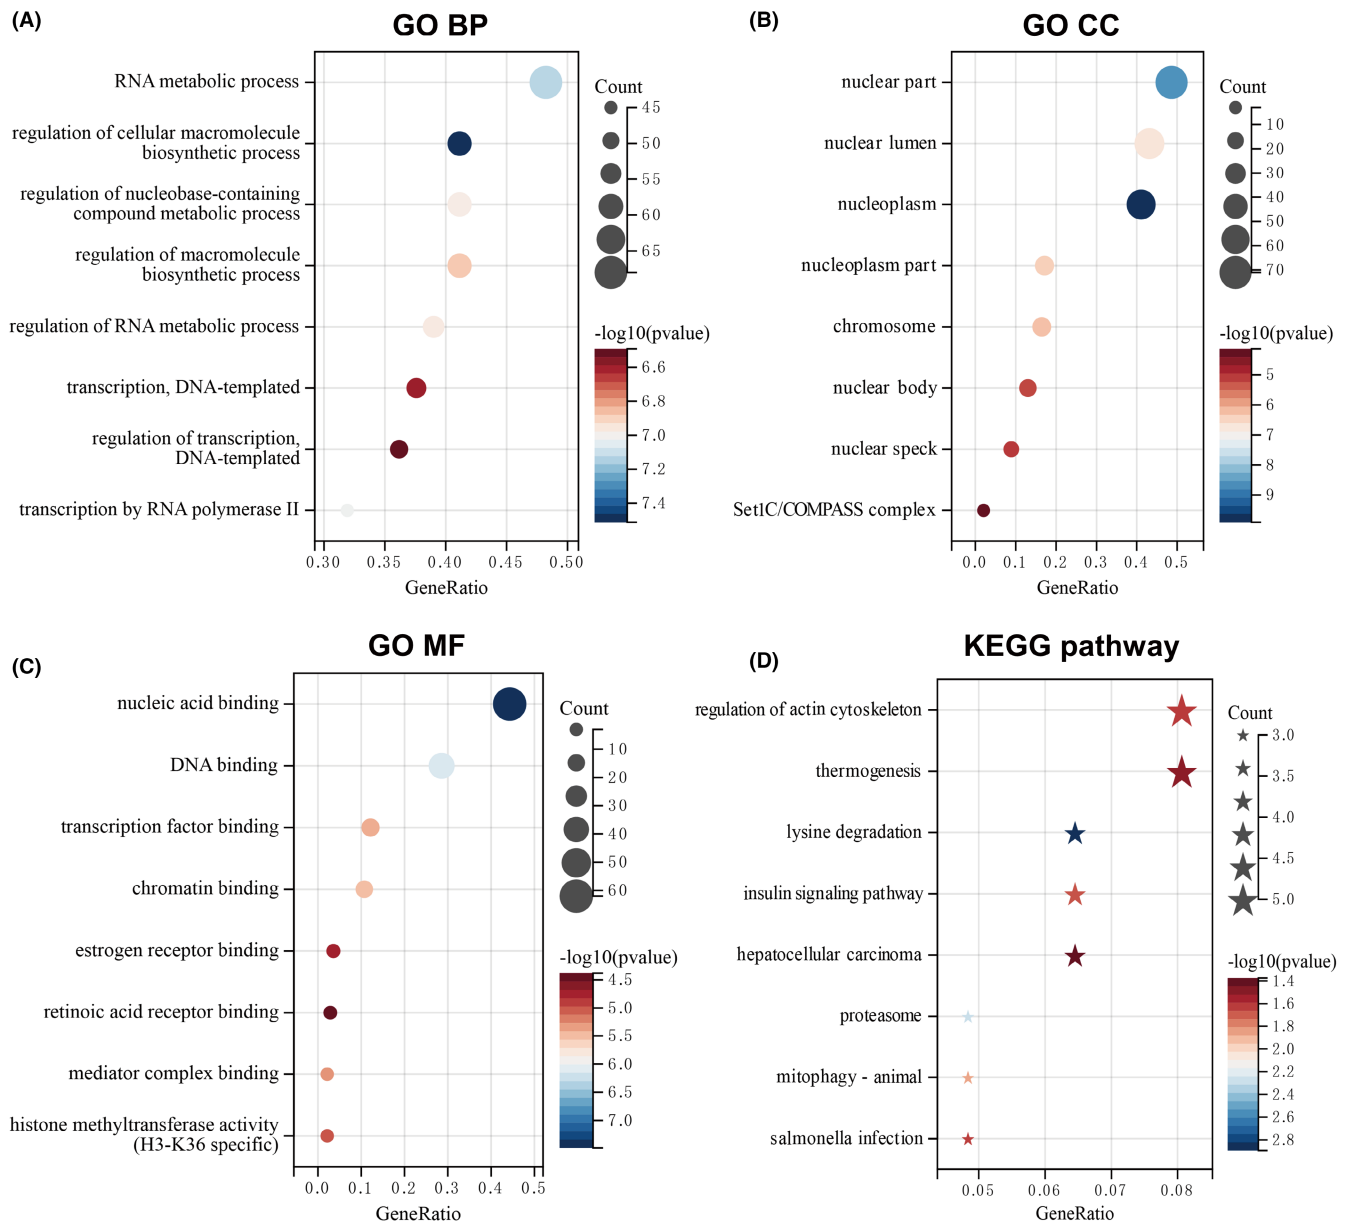 (A)
GO BP
RNA metabolic process
regulation of cellular macromolecule
biosynthetic process
regulation of nucleobase-containing
compound metabolic process
regulation of macromolecule
biosynthetic process
regulation of RNA metabolic process
transcription, DNA-templated
regulation of transcription,
DNA-templated
transcription by RNA polymerase II
0.30 0.35 0.40 0.45 0.50
GeneRatio
Count
45
50
55
60
65
-log10(pvalue)
6.6
6.8
7.0
7.2
7.4
(B)
GO CC
nuclear part
nuclear lumen
nucleoplasm
nucleoplasm part
chromosome
nuclear body
nuclear speck
Set1C/COMPASS complex
0.0 0.1 0.2 0.3 0.4 0.5
GeneRatio
Count
10
20
30
40
50
60
70
-log10(pvalue)
5
6
7
8
9
(C)
GO MF
nucleic acid binding
DNA binding
transcription factor binding
chromatin binding
estrogen receptor binding
retinoic acid receptor binding
mediator complex binding
histone methyltransferase activity
(H3-K36 specific)
0.0 0.1 0.2 0.3 0.4 0.5
GeneRatio
Count
10
20
30
40
50
60
-log10(pvalue)
4.5
5.0
5.5
6.0
6.5
7.0
(D)
KEGG pathway
regulation of actin cytoskeleton
thermogenesis
lysine degradation
insulin signaling pathway
hepatocellular carcinoma
proteasome
mitophagy - animal
salmonella infection
0.05 0.06 0.07 0.08
GeneRatio
Count
3.0
3.5
4.0
4.5
5.0
-log10(pvalue)
1.4
1.6
1.8
2.0
2.2
2.4
2.6
2.8